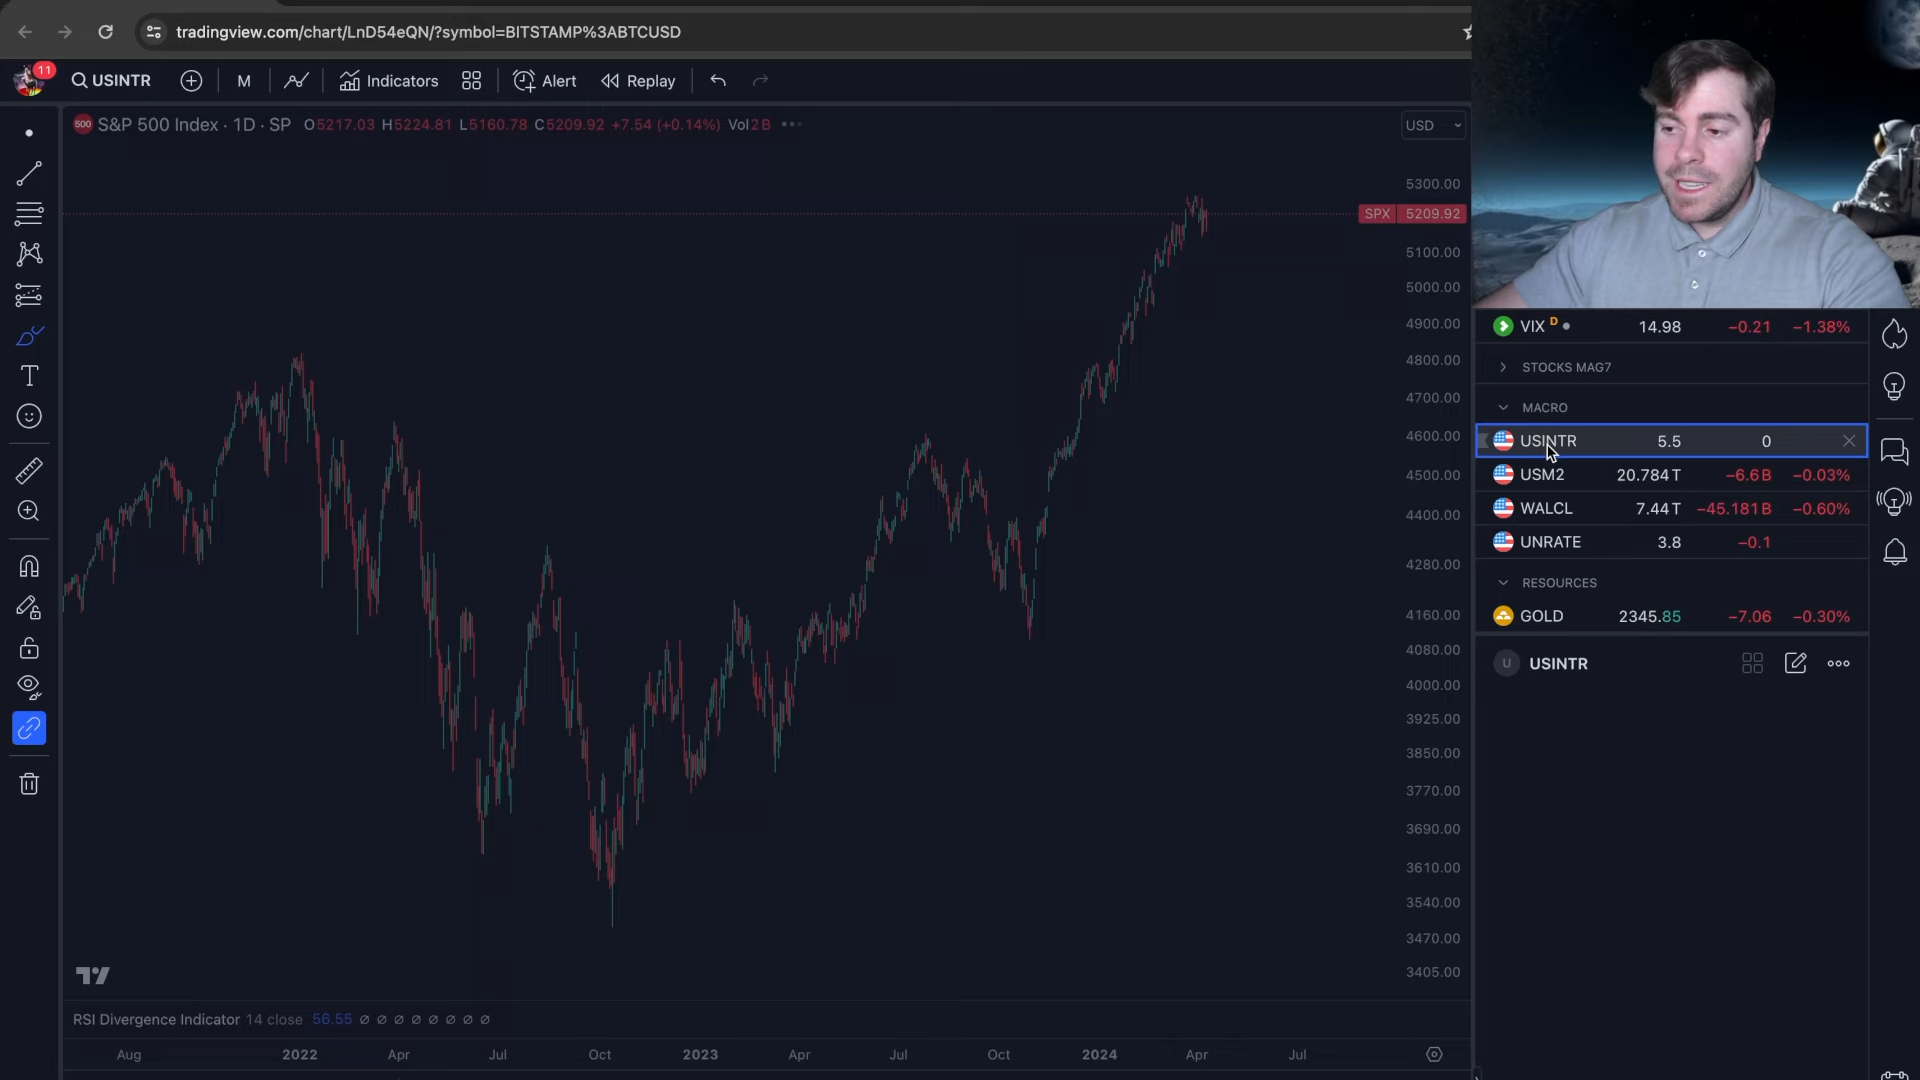 tradingview.com/chart/LnD54eQN/?symbol=BITSTAMP%3ABTCUSD
11
USINTR
M
Indicators
Alert
Replay
500 S&P 500 Index · 1D · SP O5217.03 H5224.81 L5160.78 C5209.92 +7.54 (+0.14%) Vol2 B
USD
5300.00
SPX 5209.92
5100.00
5000.00
4900.00
4800.00
4700.00
4600.00
4500.00
4400.00
4280.00
4160.00
4080.00
4000.00
3925.00
3850.00
3770.00
3690.00
3610.00
3540.00
3470.00
3405.00
VIX D 14.98 −0.21 −1.38%
STOCKS MAG7
MACRO
USINTR 5.5 0
USM2 20.784 T −6.6 B −0.03%
WALCL 7.44 T −45.181 B −0.60%
UNRATE 3.8 −0.1
RESOURCES
GOLD 2345.85 −7.06 −0.30%
U USINTR
RSI Divergence Indicator 14 close 56.55 ∅ ∅ ∅ ∅ ∅ ∅ ∅ ∅
Aug 2022 Apr Jul Oct 2023 Apr Jul Oct 2024 Apr Jul